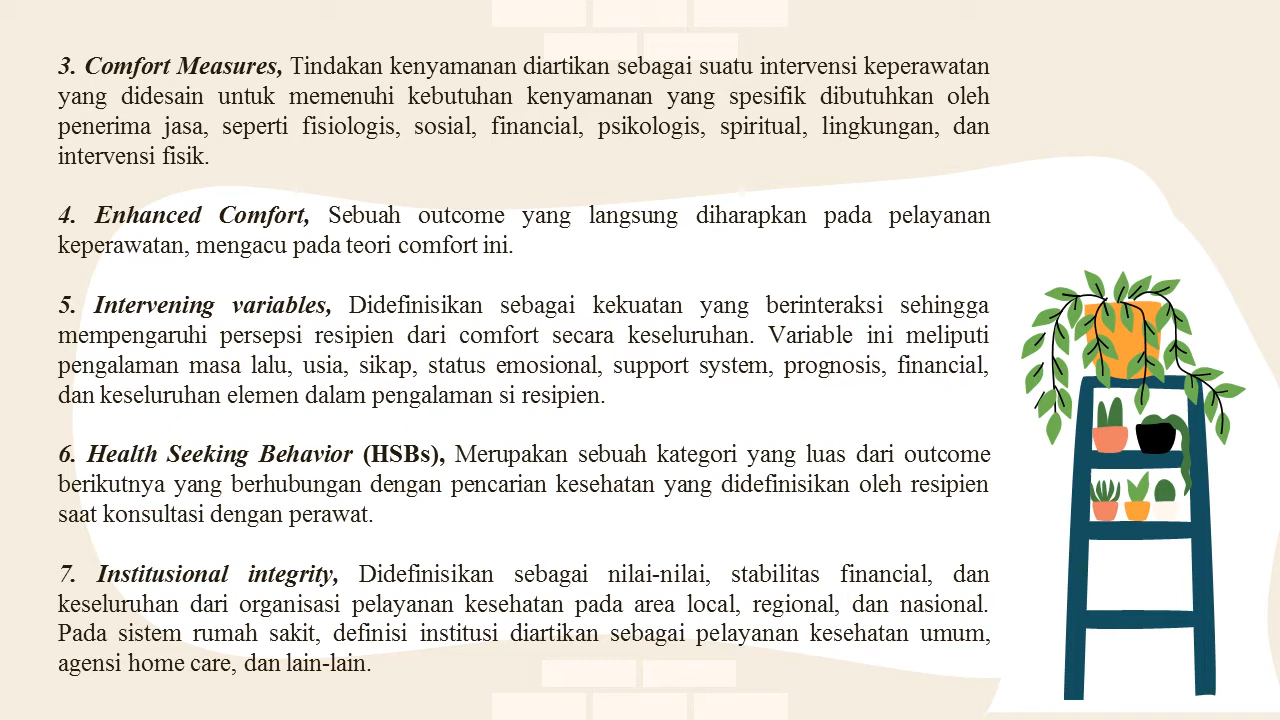 3. Comfort Measures, Tindakan kenyamanan diartikan sebagai suatu intervensi keperawatan
yang didesain untuk memenuhi kebutuhan kenyamanan yang spesifik dibutuhkan oleh
penerima jasa, seperti fisiologis, sosial, financial, psikologis, spiritual, lingkungan, dan
intervensi fisik.
4. Enhanced Comfort, Sebuah outcome yang langsung diharapkan pada pelayanan
keperawatan, mengacu pada teori comfort ini.
5. Intervening variables, Didefinisikan sebagai kekuatan yang berinteraksi sehingga
mempengaruhi persepsi resipien dari comfort secara keseluruhan. Variable ini meliputi
pengalaman masa lalu, usia, sikap, status emosional, support system, prognosis, financial,
dan keseluruhan elemen dalam pengalaman si resipien.
6. Health Seeking Behavior (HSBs), Merupakan sebuah kategori yang luas dari outcome
berikutnya yang berhubungan dengan pencarian kesehatan yang didefinisikan oleh resipien
saat konsultasi dengan perawat.
7. Institusional integrity, Didefinisikan sebagai nilai-nilai, stabilitas financial, dan
keseluruhan dari organisasi pelayanan kesehatan pada area local, regional, dan nasional.
Pada sistem rumah sakit, definisi institusi diartikan sebagai pelayanan kesehatan umum,
agensi home care, dan lain-lain.